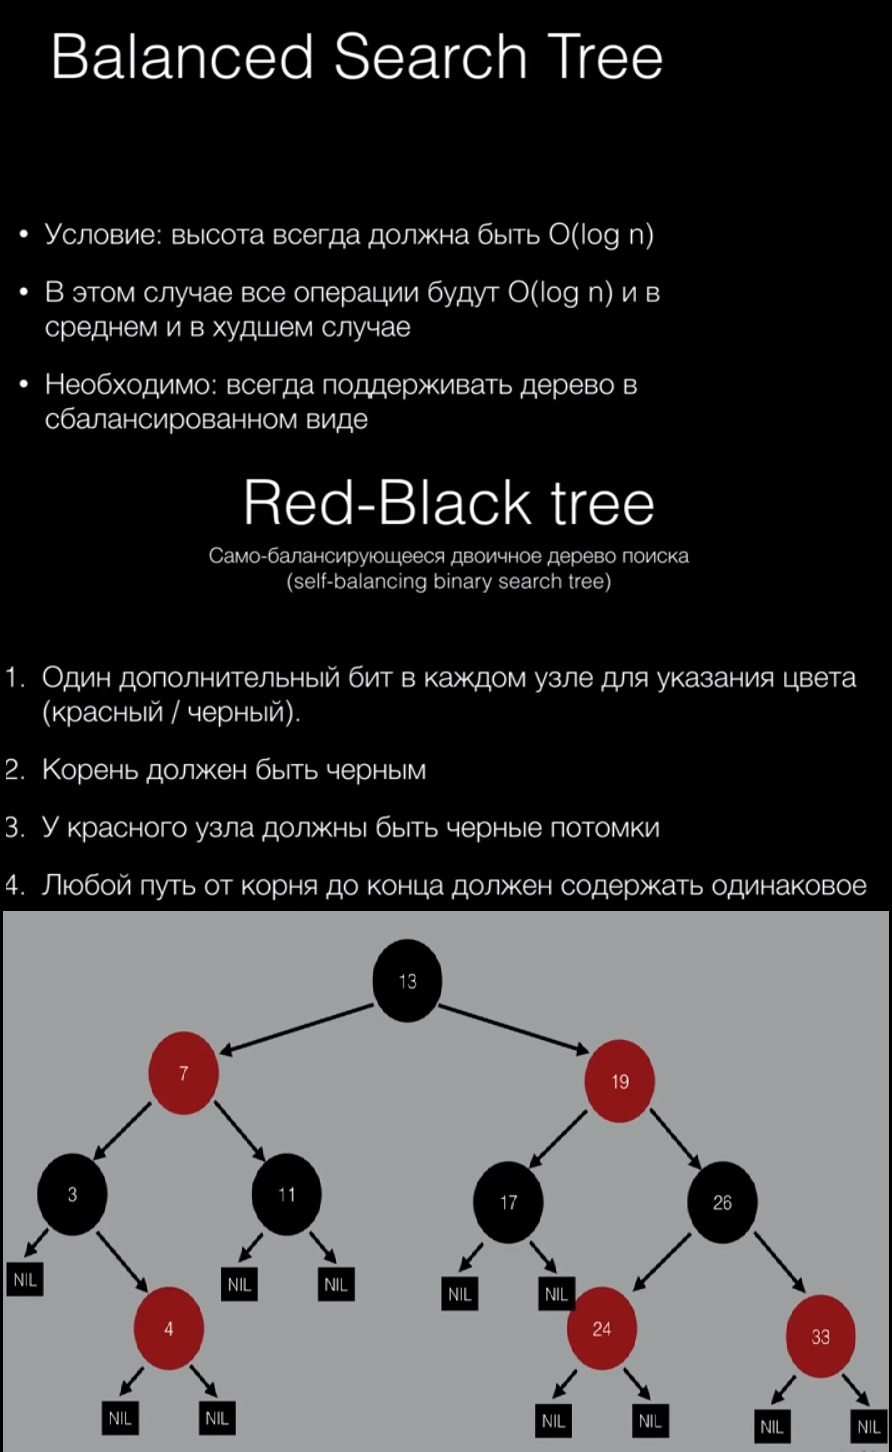 Balanced Search Tree
• Условие: высота всегда должна быть O(log n)
• В этом случае все операции будут O(log n) и в
среднем и в худшем случае
• Необходимо: всегда поддерживать дерево в
сбалансированном виде
Red-Black tree
Само-балансирующееся двоичное дерево поиска
(self-balancing binary search tree)
1. Один дополнительный бит в каждом узле для указания цвета
(красный / черный).
2. Корень должен быть черным
3. У красного узла должны быть черные потомки
4. Любой путь от корня до конца должен содержать одинаковое
13
7
19
3
11
17
26
NIL
NIL
NIL
NIL
NIL
4
24
33
NIL
NIL
NIL
NIL
NIL
NIL